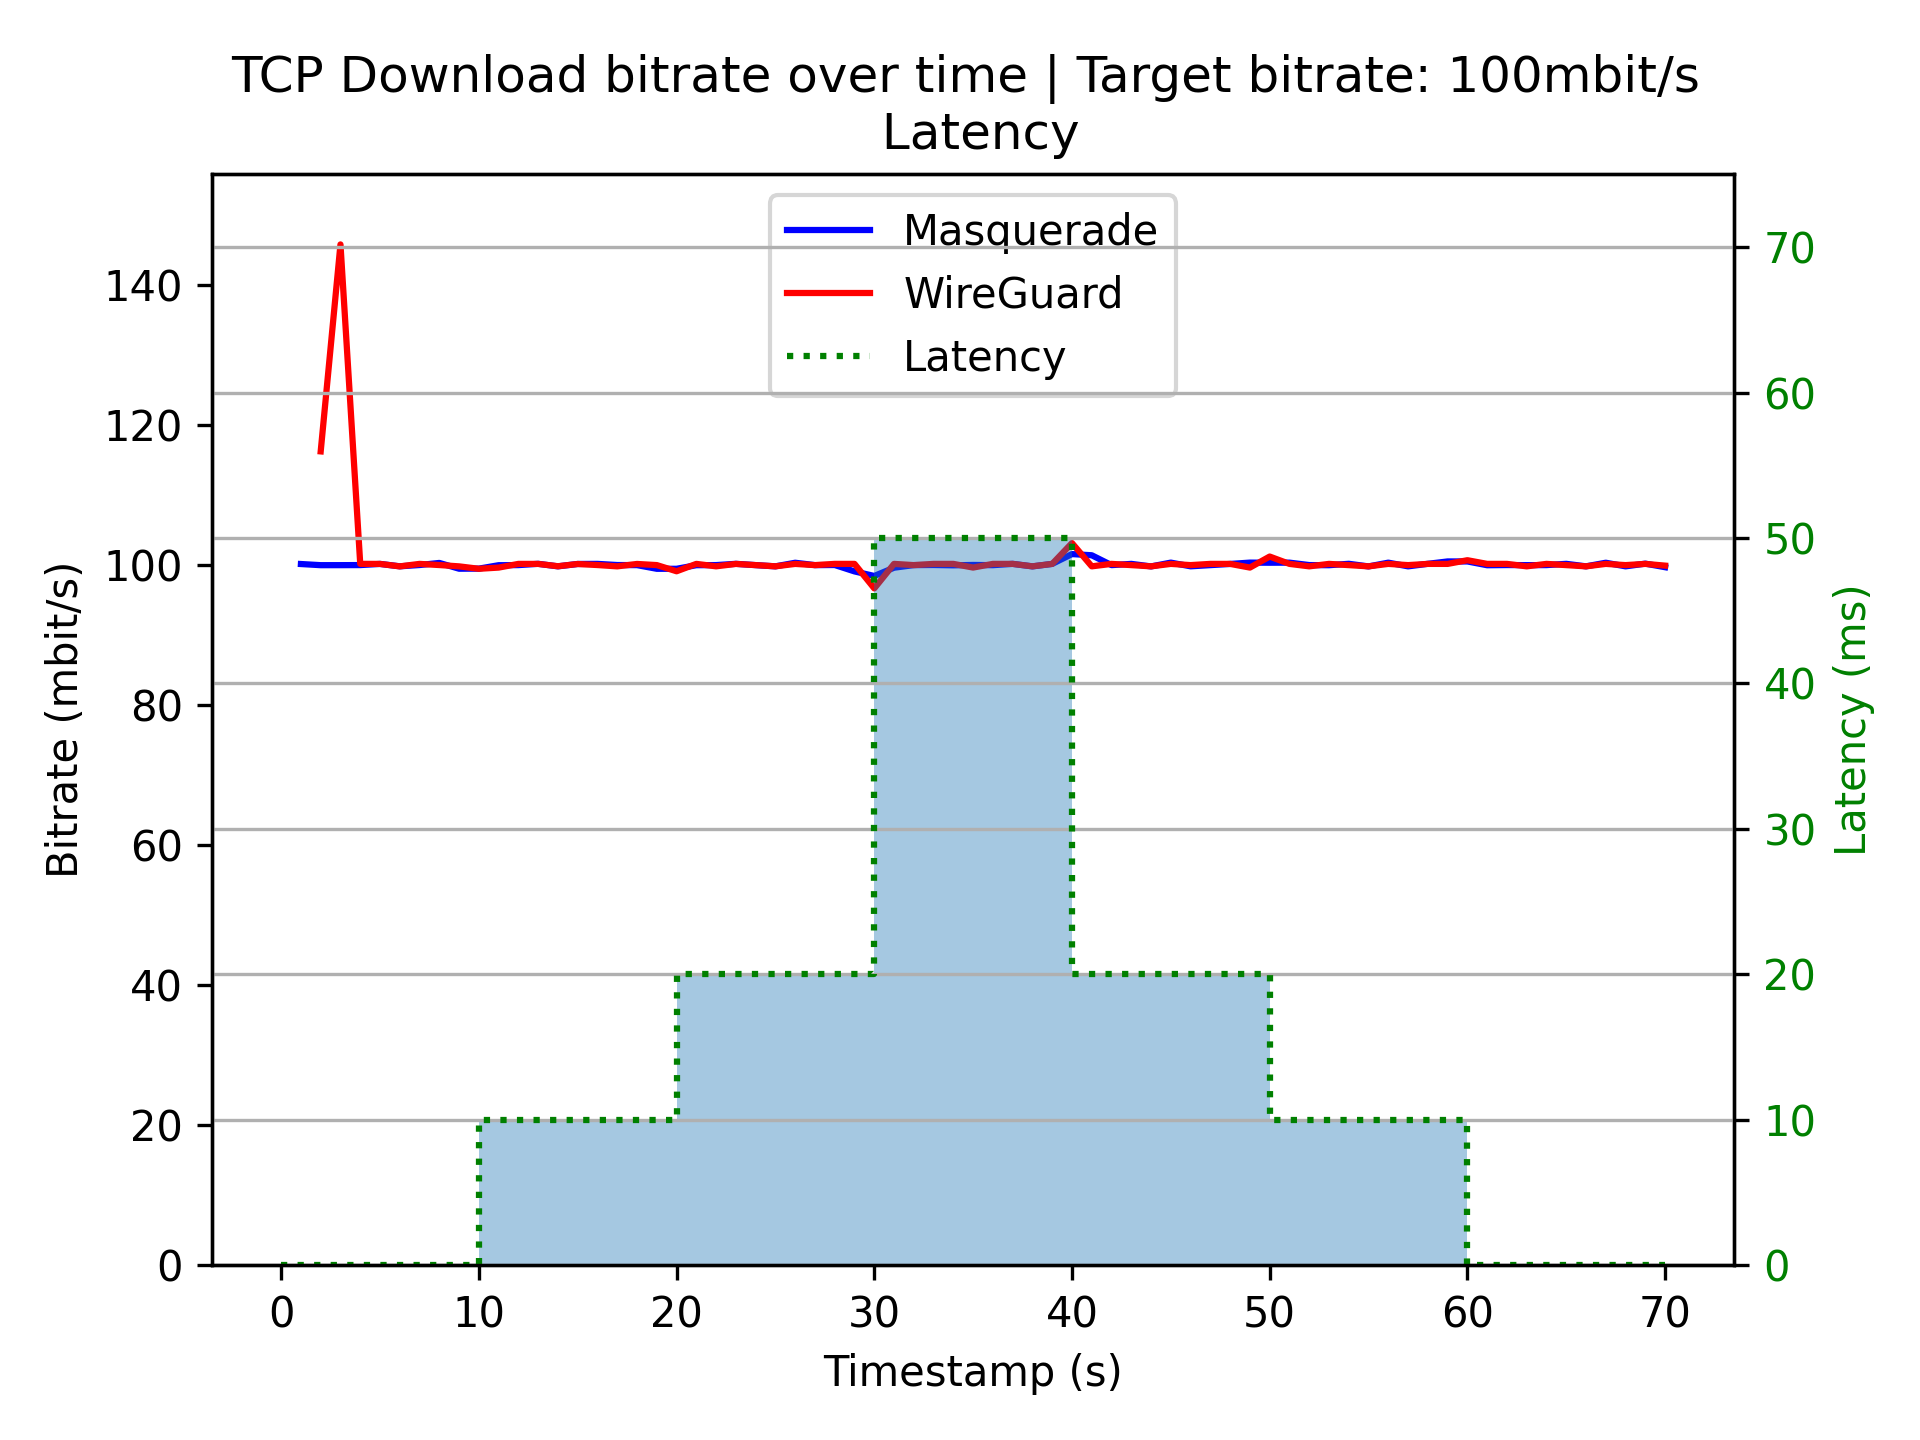 TCP Download bitrate over time | Target bitrate: 100mbit/s
Latency
Masquerade
WireGuard
Latency
140
120
100
80
60
40
20
0
Bitrate (mbit/s)
70
60
50
40
30
20
10
0
Latency (ms)
0 10 20 30 40 50 60 70
Timestamp (s)